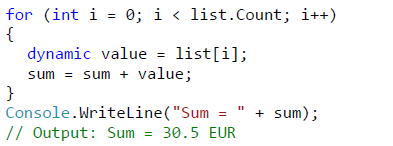 for (int i = 0; i < list.Count; i++)
{
   dynamic value = list[i];
   sum = sum + value;
}
Console.WriteLine("Sum = " + sum);
// Output: Sum = 30.5 EUR